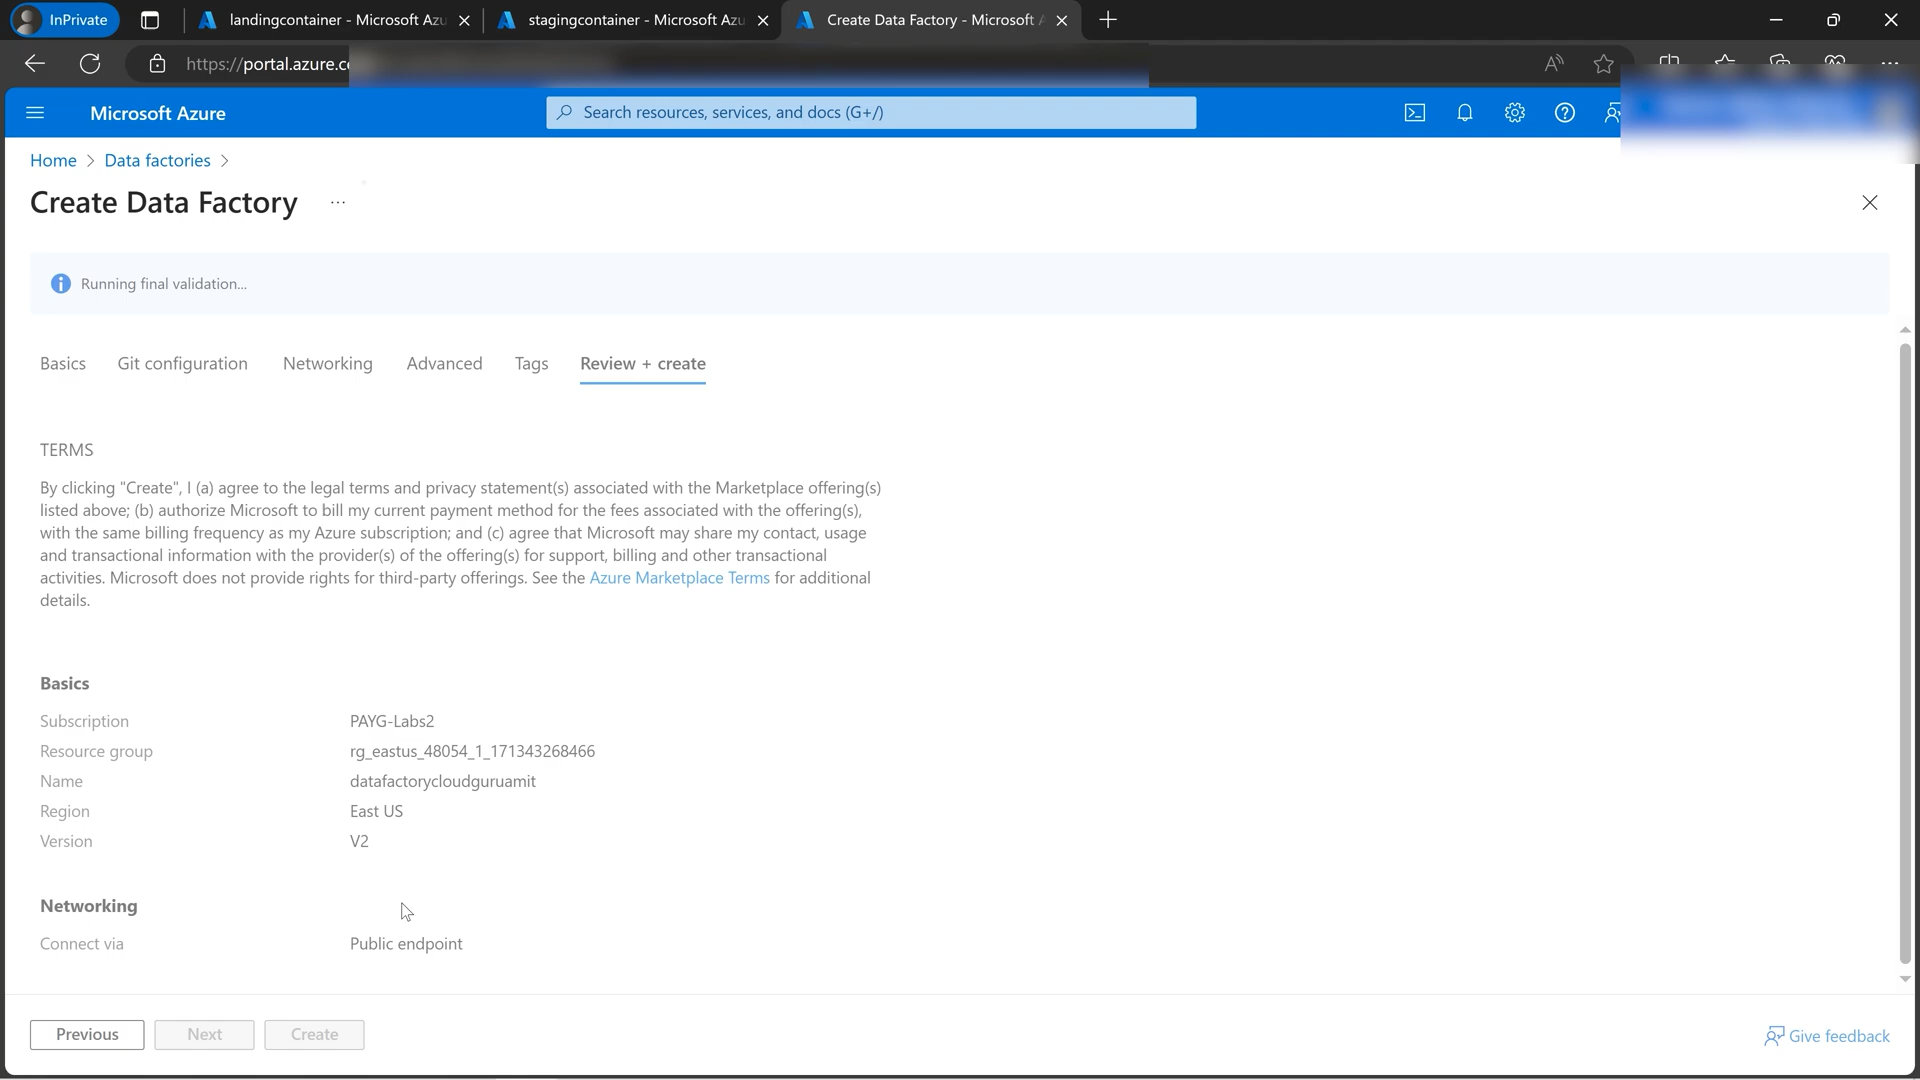 InPrivate
landingcontainer - Microsoft Azu
stagingcontainer - Microsoft Azu
Create Data Factory - Microsoft A
https://portal.azure.c
Microsoft Azure
Search resources, services, and docs (G+/)
Home > Data factories >
Create Data Factory ...
Running final validation...
Basics Git configuration Networking Advanced Tags Review + create
TERMS
By clicking "Create", I (a) agree to the legal terms and privacy statement(s) associated with the Marketplace offering(s)
listed above; (b) authorize Microsoft to bill my current payment method for the fees associated with the offering(s),
with the same billing frequency as my Azure subscription; and (c) agree that Microsoft may share my contact, usage
and transactional information with the provider(s) of the offering(s) for support, billing and other transactional
activities. Microsoft does not provide rights for third-party offerings. See the Azure Marketplace Terms for additional
details.
Basics
Subscription PAYG-Labs2
Resource group rg_eastus_48054_1_171343268466
Name datafactorycloudguruamit
Region East US
Version V2
Networking
Connect via Public endpoint
Previous Next Create
Give feedback